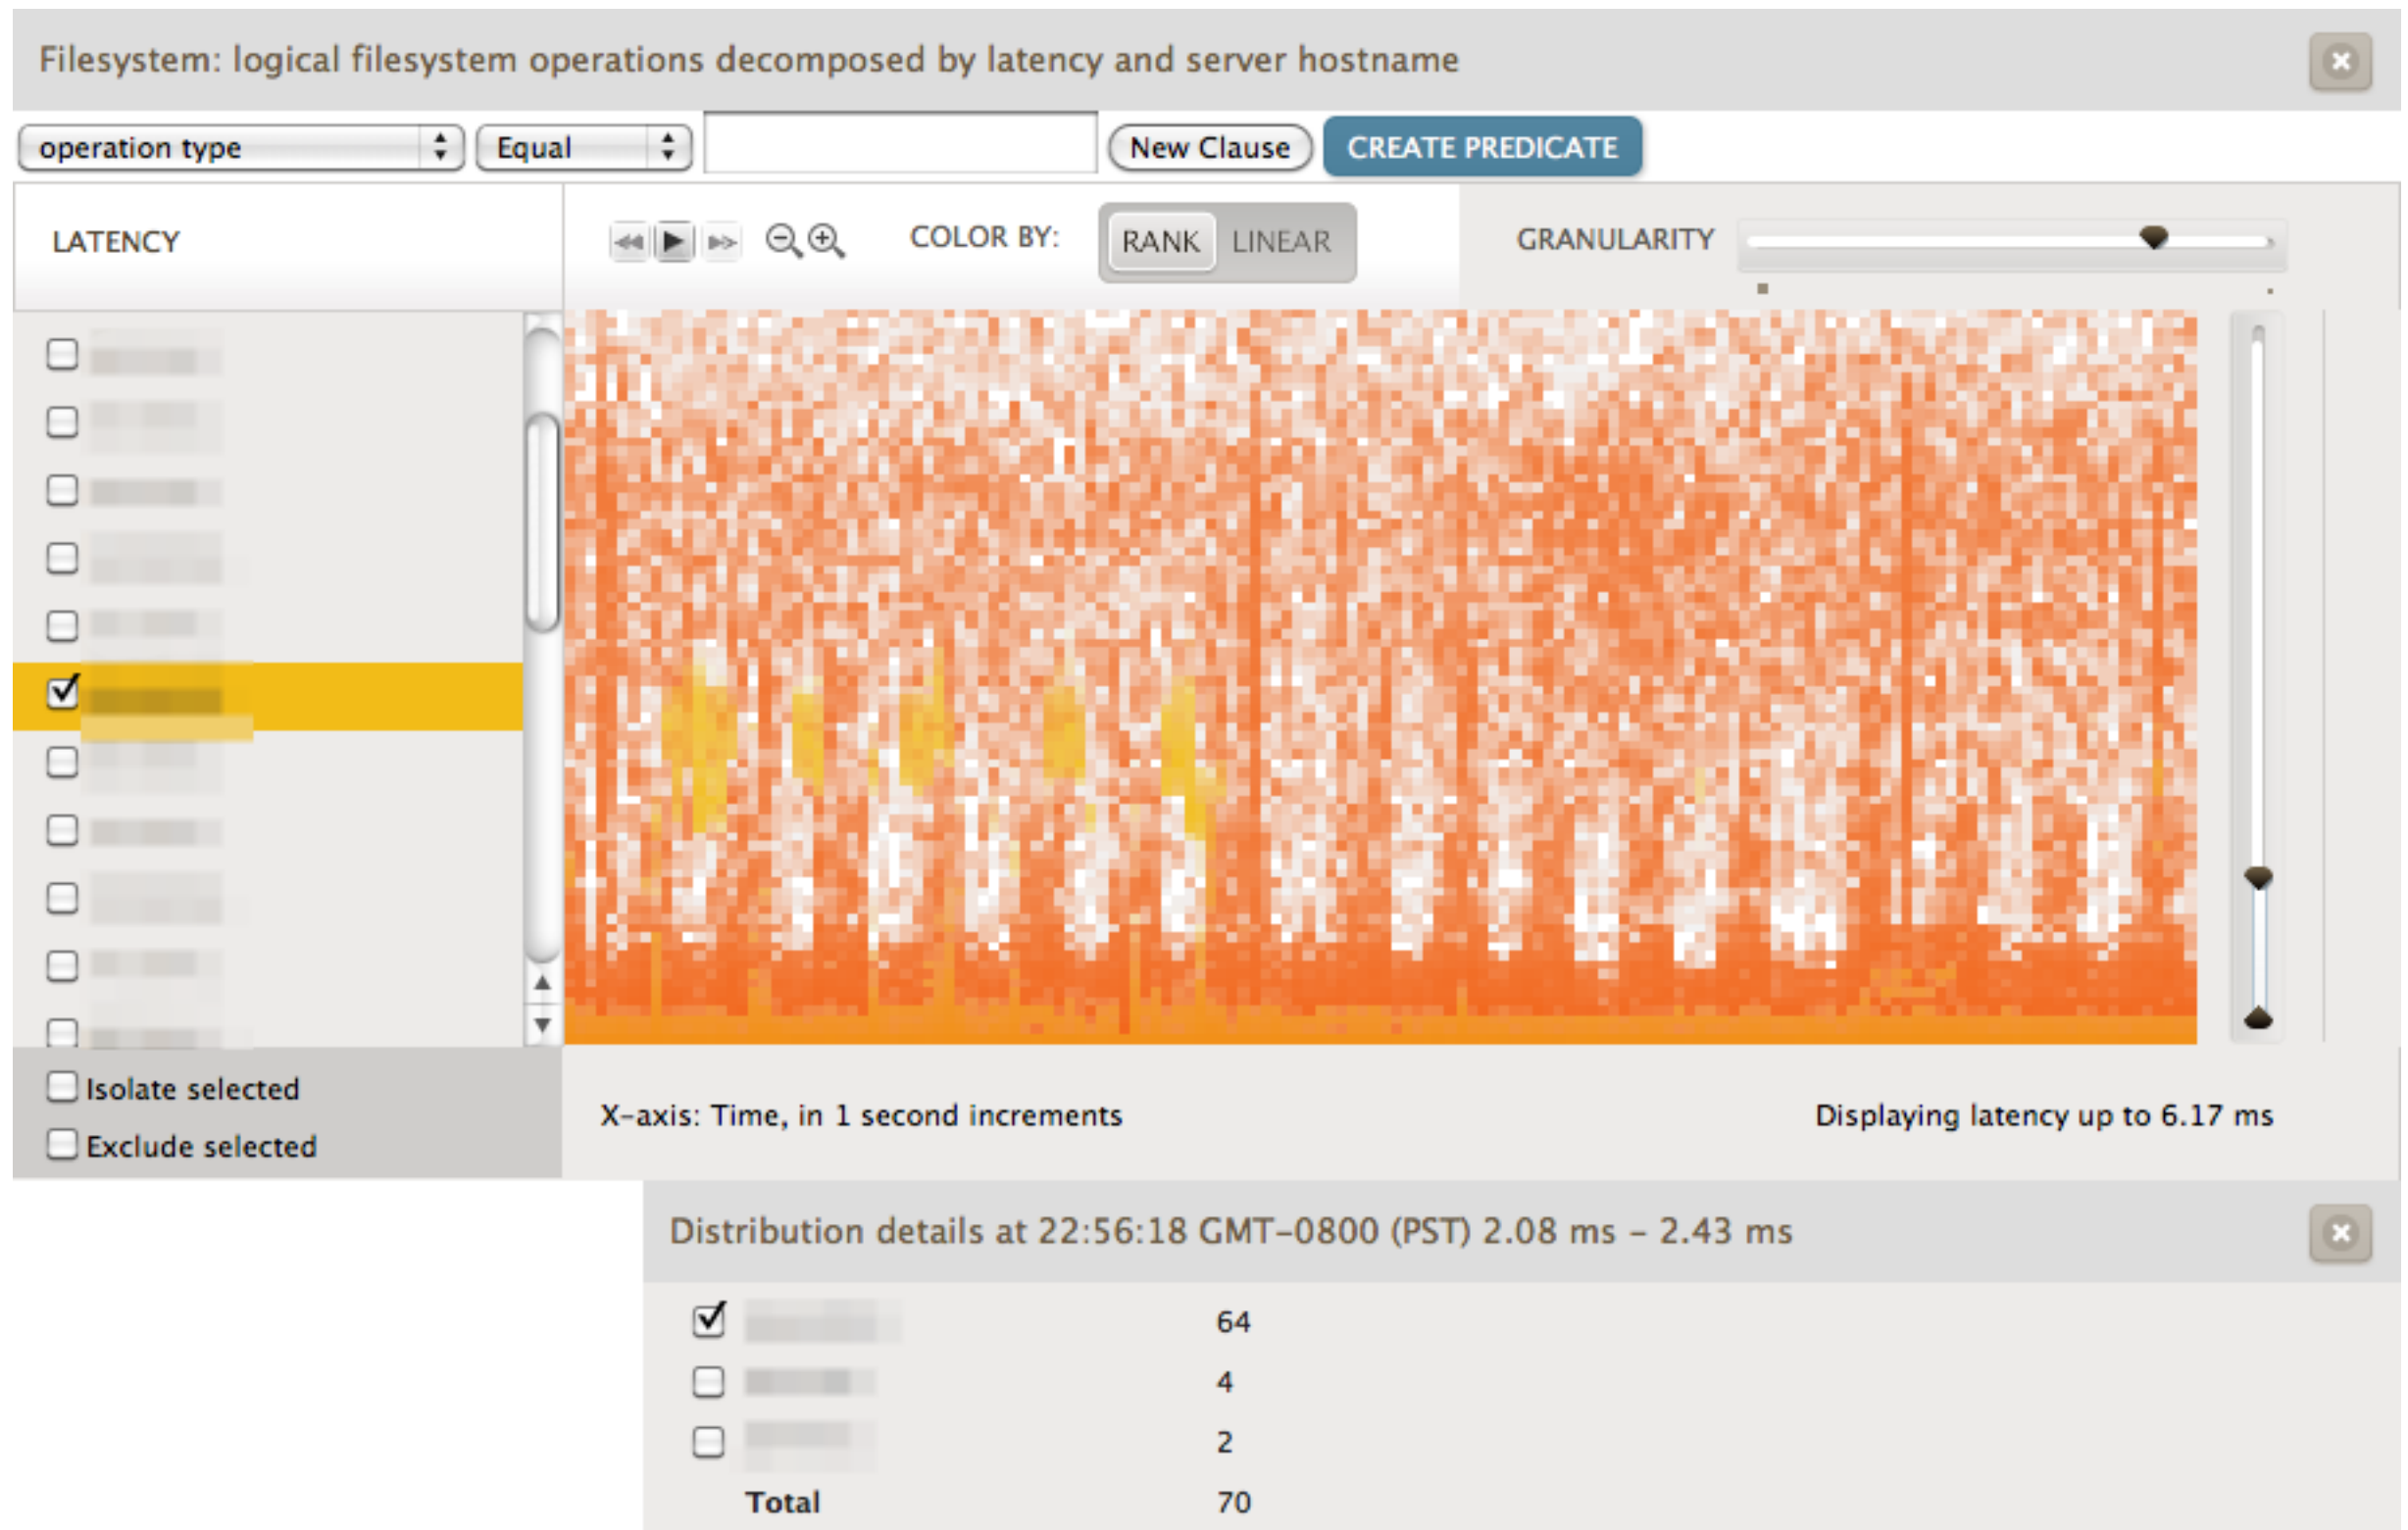 Filesystem: logical filesystem operations decomposed by latency and server hostname
operation type Equal New Clause CREATE PREDICATE
LATENCY COLOR BY: RANK LINEAR GRANULARITY
Isolate selected
Exclude selected
X-axis: Time, in 1 second increments Displaying latency up to 6.17 ms
Distribution details at 22:56:18 GMT-0800 (PST) 2.08 ms - 2.43 ms
64
4
2
Total 70